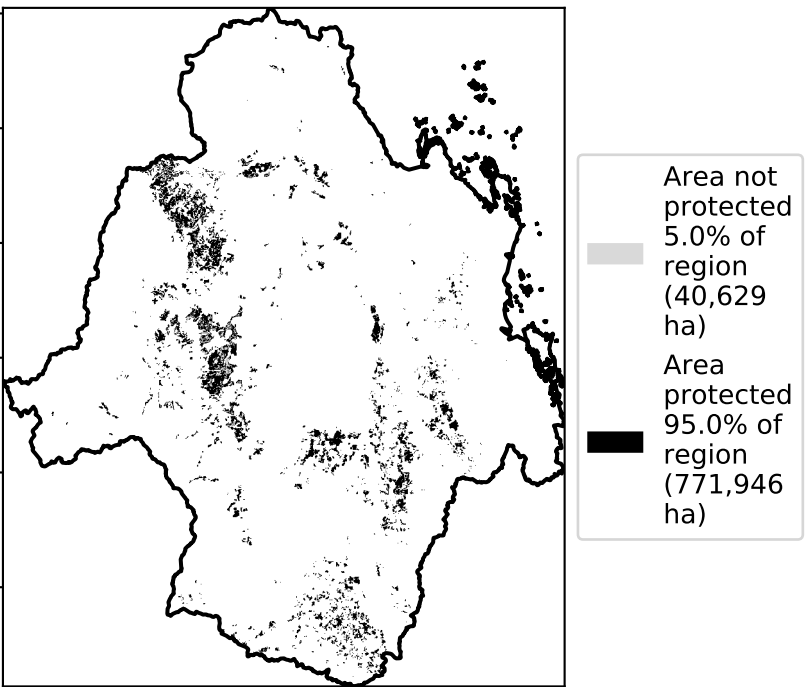 Area not
protected
5.0% of
region
(40,629
ha)
Area
protected
95.0% of
region
(771,946
ha)